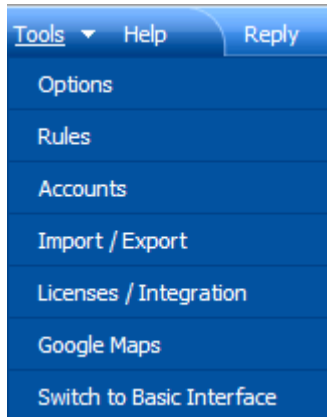 Tools Help Reply
Options
Rules
Accounts
Import / Export
Licenses / Integration
Google Maps
Switch to Basic Interface